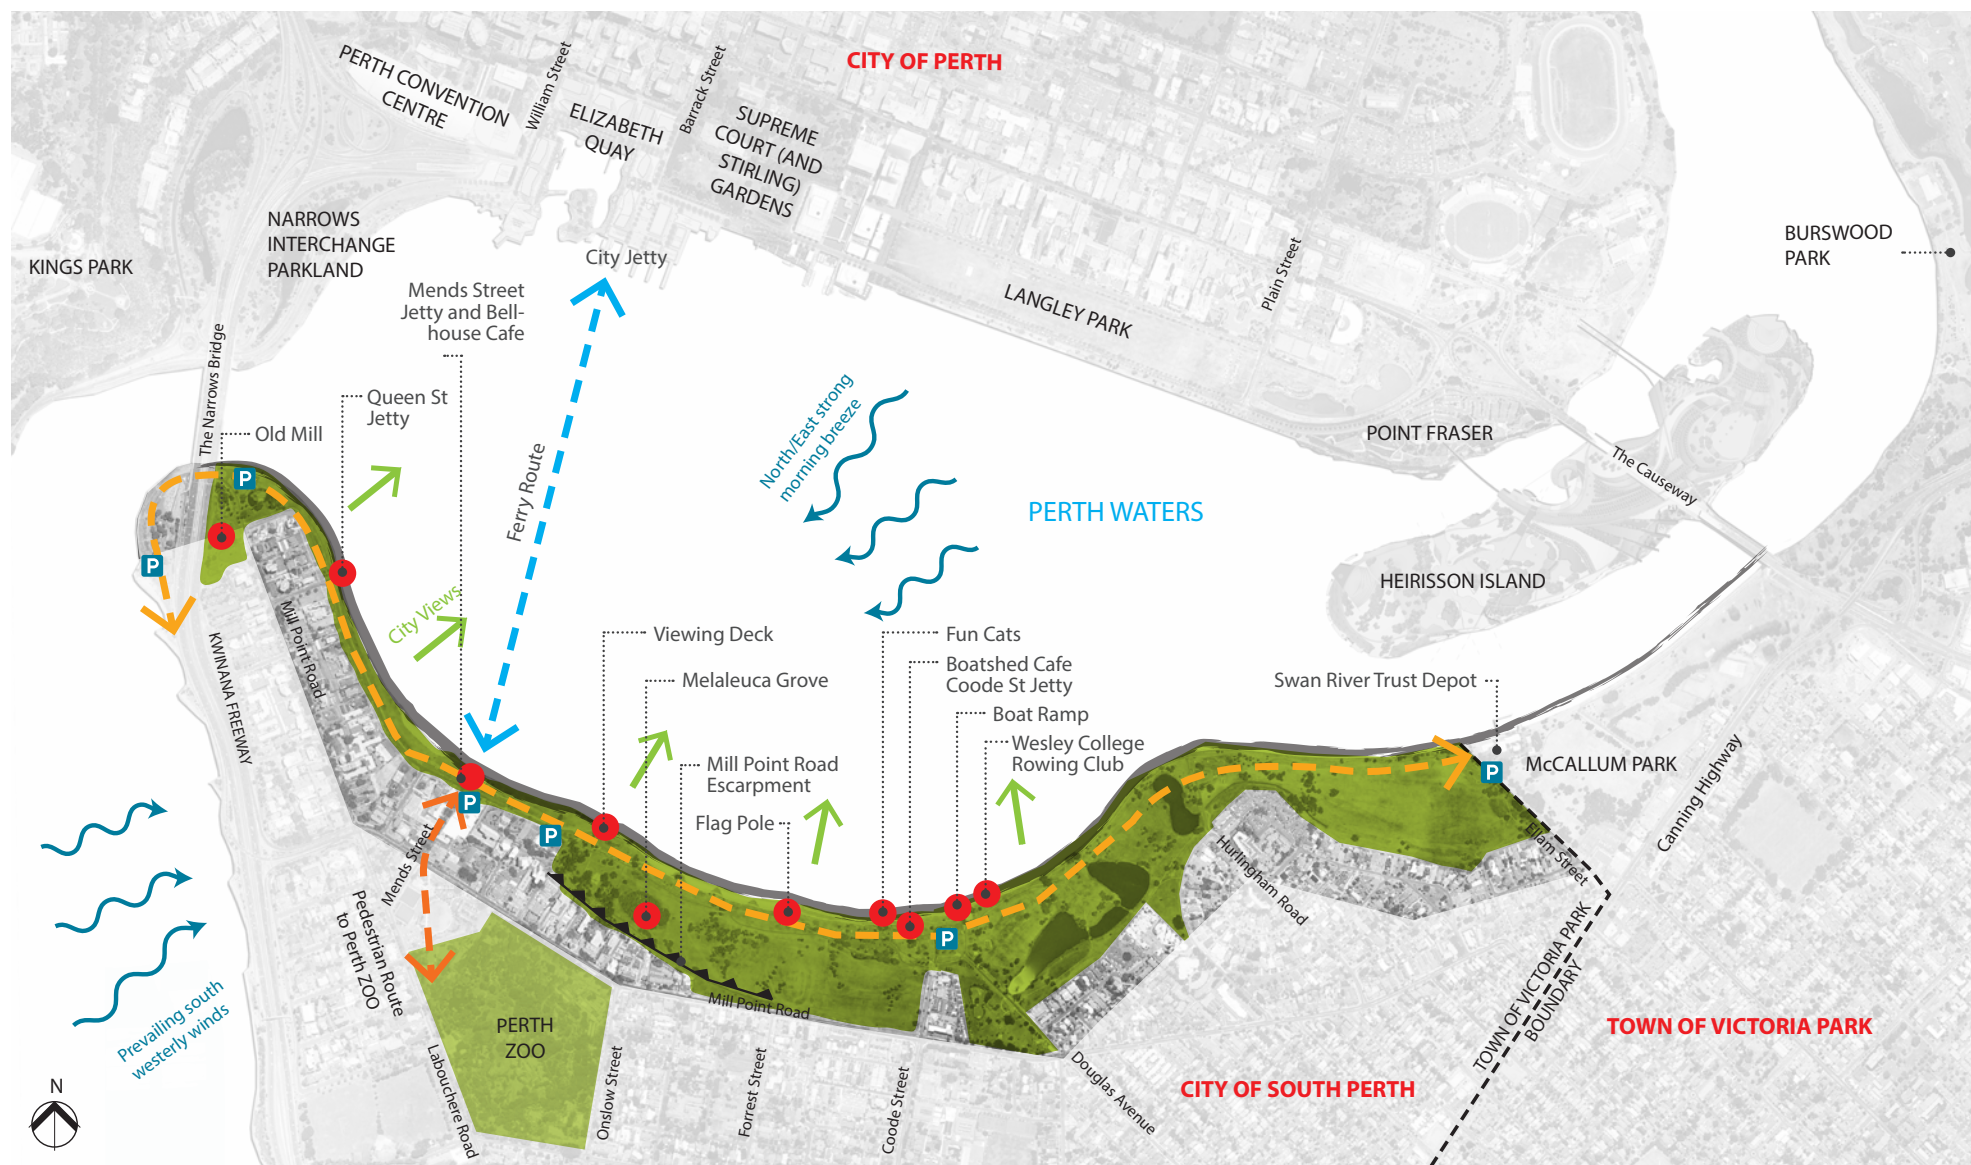 CITY OF PERTH
PERTH CONVENTION
CENTRE
William Street
ELIZABETH
QUAY
Barrack Street
SUPREME
COURT (AND
STIRLING)
GARDENS
NARROWS
INTERCHANGE
PARKLAND
KINGS PARK
BURSWOOD
PARK
City Jetty
Plain Street
LANGLEY PARK
Mends Street
Jetty and Bell-
house Cafe
The Narrows Bridge
Queen St
Jetty
Old Mill
P
P
Ferry Route
North/East strong
morning breeze
PERTH WATERS
POINT FRASER
The Causeway
HEIRISSON ISLAND
City Views
Mill Point Road
KWINANA FREEWAY
Viewing Deck
Melaleuca Grove
Mill Point Road
Escarpment
Flag Pole
Fun Cats
Boatshed Cafe
Coode St Jetty
Boat Ramp
Wesley College
Rowing Club
Swan River Trust Depot
McCALLUM PARK
P
P
P
P
Canning Highway
Ellam Street
Hurlingham Road
Mends Street
Pedestrian Route
to Perth ZOO
Prevailing south
westerly winds
PERTH
ZOO
Mill Point Road
Labouchere Road
Onslow Street
Forrest Street
Coode Street
Douglas Avenue
CITY OF SOUTH PERTH
TOWN OF VICTORIA PARK
BOUNDARY
TOWN OF VICTORIA PARK
N